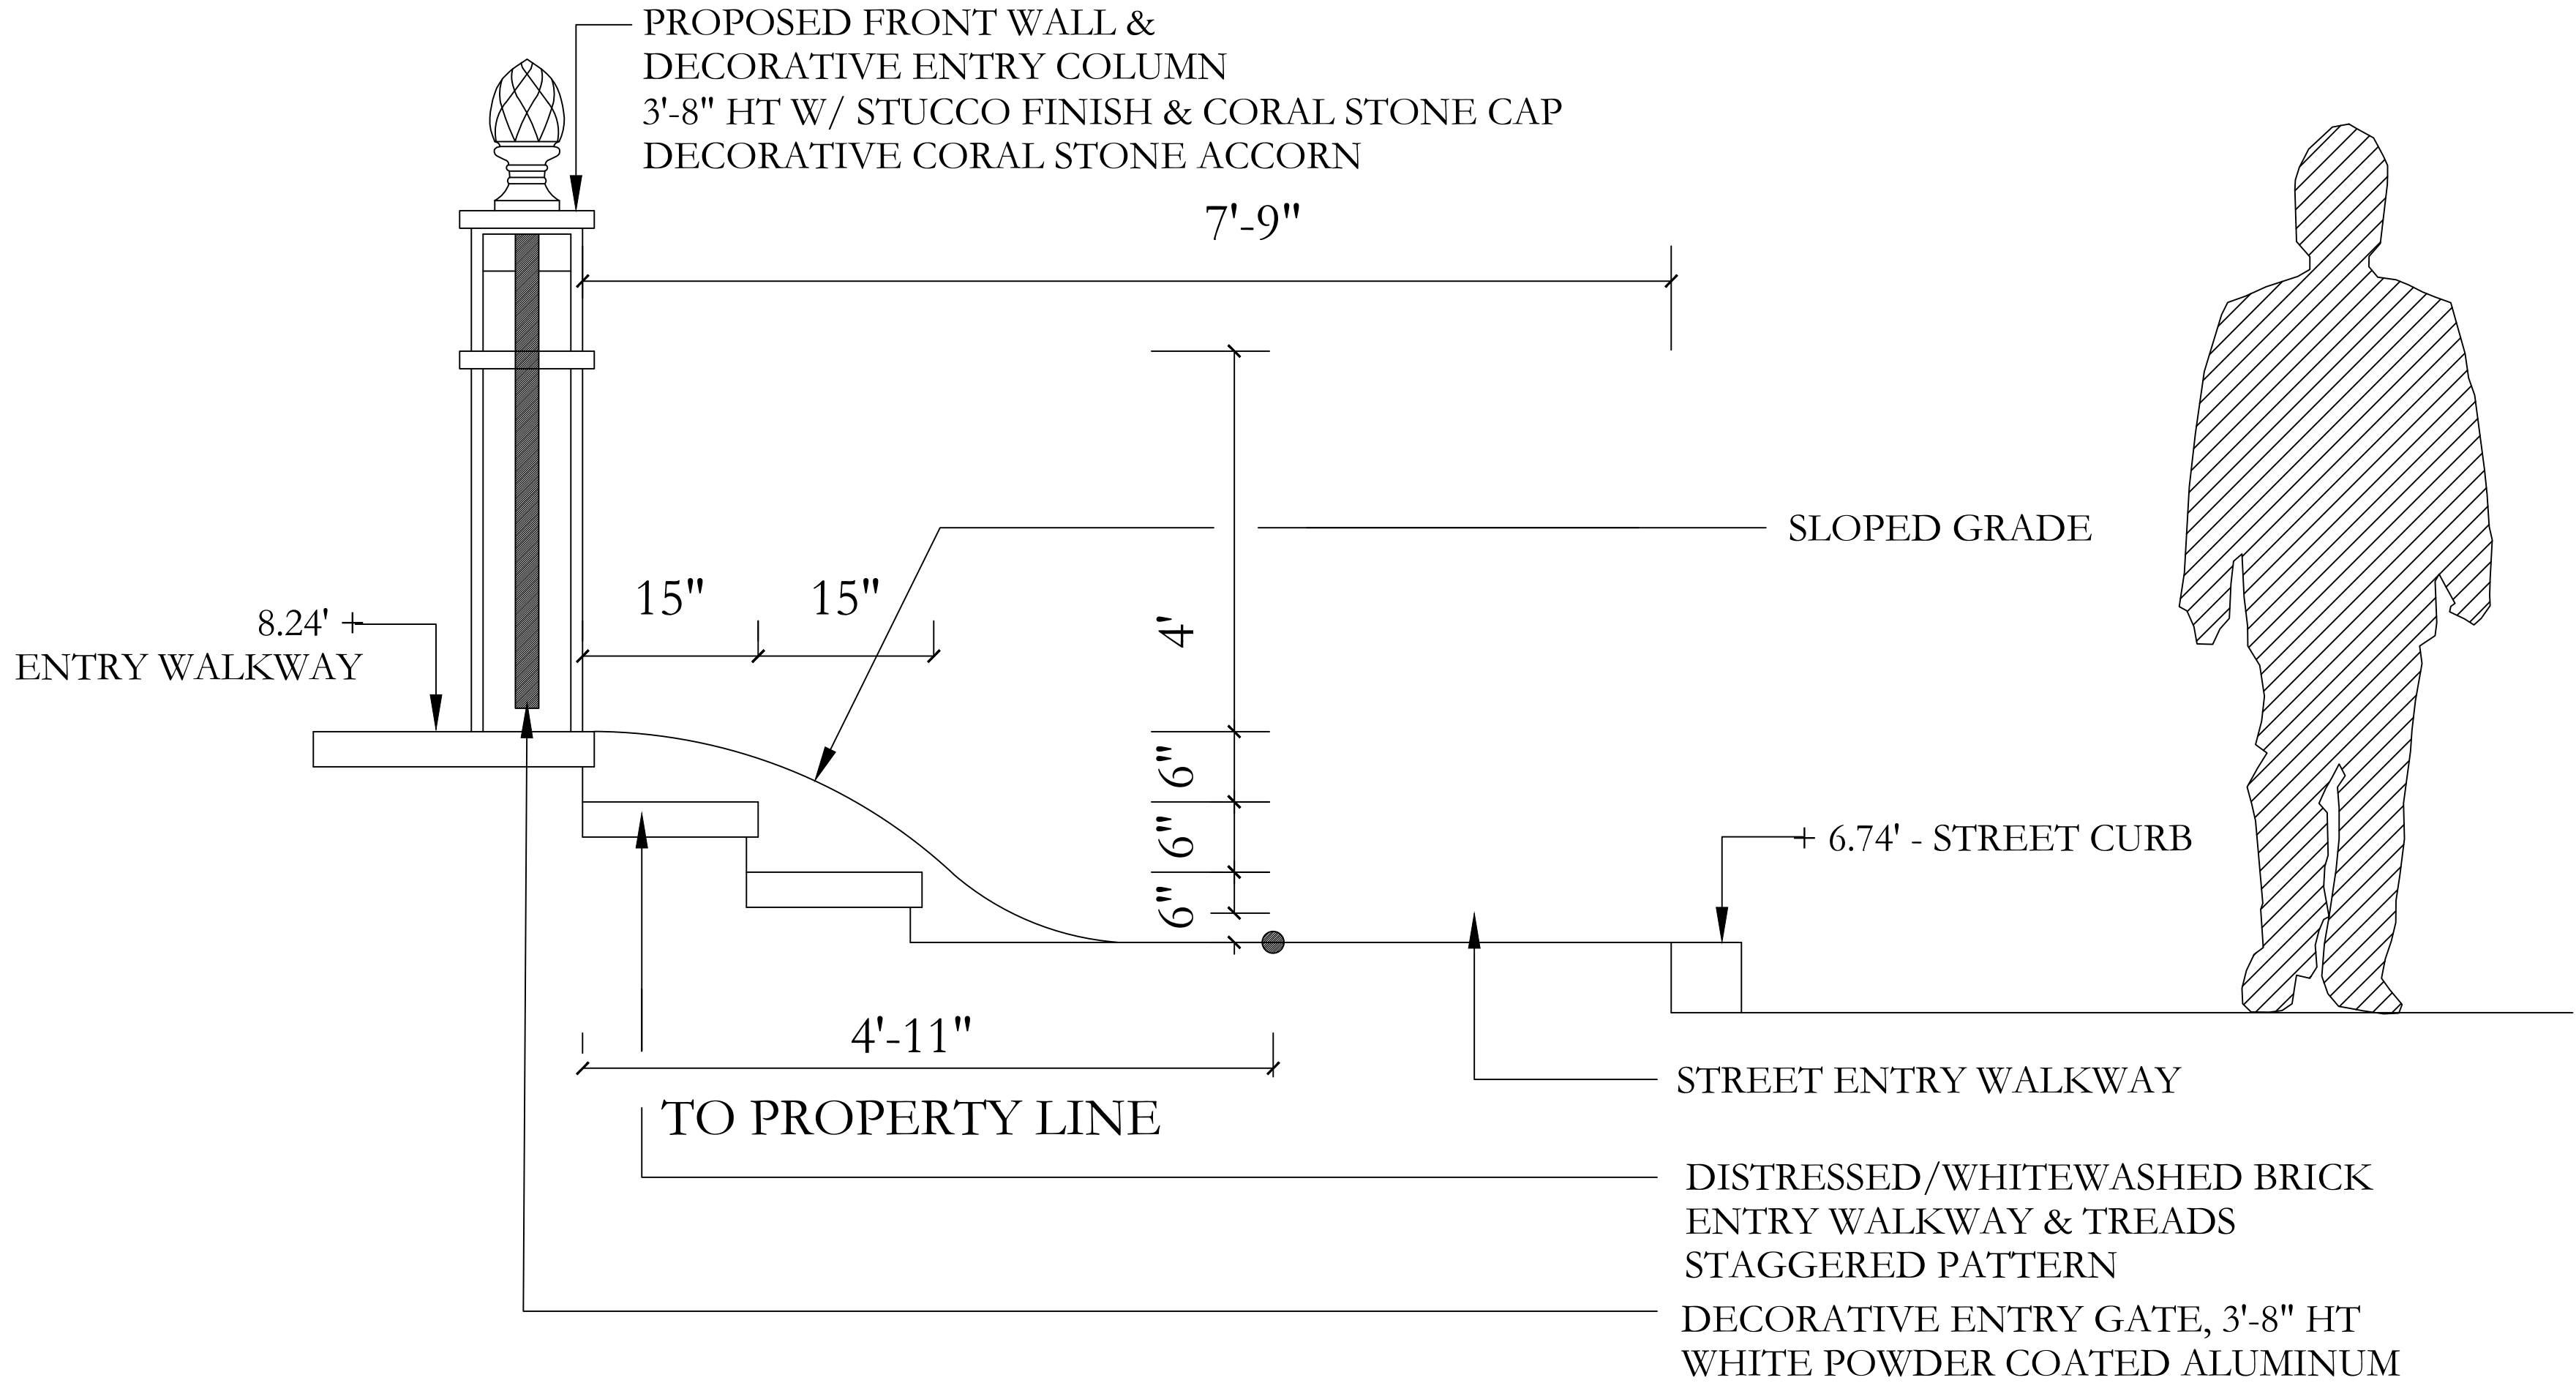 PROPOSED FRONT WALL &
DECORATIVE ENTRY COLUMN
3'-8" HT W/ STUCCO FINISH & CORAL STONE CAP
DECORATIVE CORAL STONE ACCORN
7'-9"
SLOPED GRADE
15"
15"
4'
8.24' +
ENTRY WALKWAY
6"
6"
6"
+ 6.74' - STREET CURB
4'-11"
TO PROPERTY LINE
STREET ENTRY WALKWAY
DISTRESSED/WHITEWASHED BRICK
ENTRY WALKWAY & TREADS
STAGGERED PATTERN
DECORATIVE ENTRY GATE, 3'-8" HT
WHITE POWDER COATED ALUMINUM